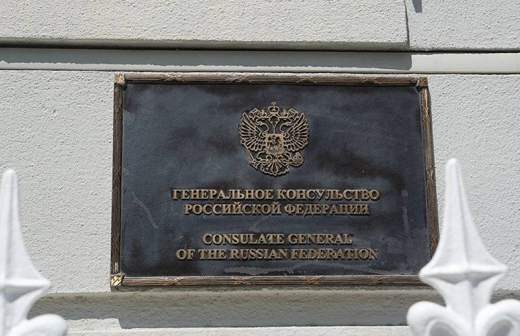 ГЕНЕРАЛЬНОЕ КОНСУЛЬСТВО
РОССИЙСКОЙ ФЕДЕРАЦИИ
CONSULATE GENERAL
OF THE RUSSIAN FEDERATION